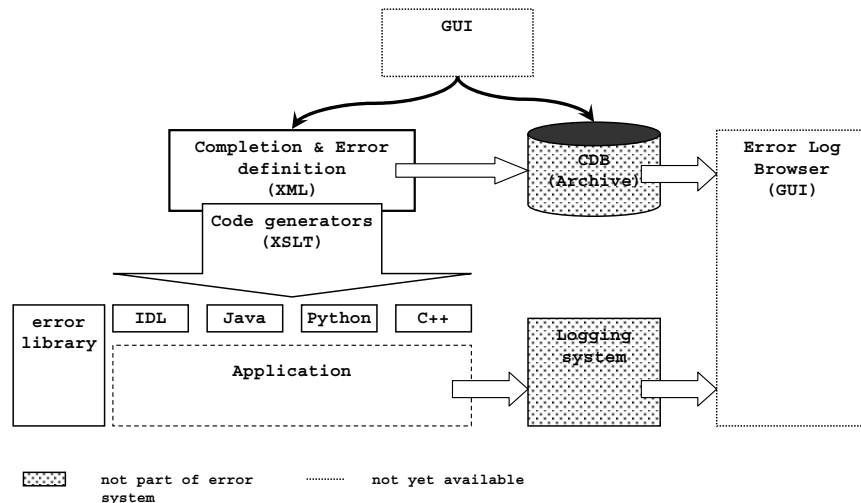 GUI
Completion & Error
definition
(XML)
CDB
(Archive)
Error Log
Browser
(GUI)
Code generators
(XSLT)
error
library
IDL
Java
Python
C++
Application
Logging
system
not part of error
system
not yet available